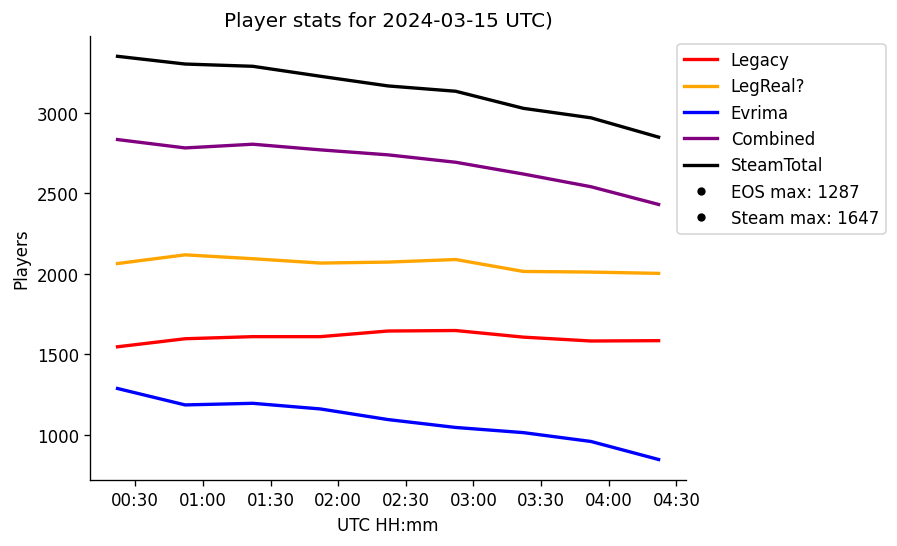 Player stats for 2024-03-15 UTC)
Legacy
LegReal?
Evrima
Combined
SteamTotal
EOS max: 1287
Steam max: 1647
Players
3000
2500
2000
1500
1000
00:30 01:00 01:30 02:00 02:30 03:00 03:30 04:00 04:30
UTC HH:mm